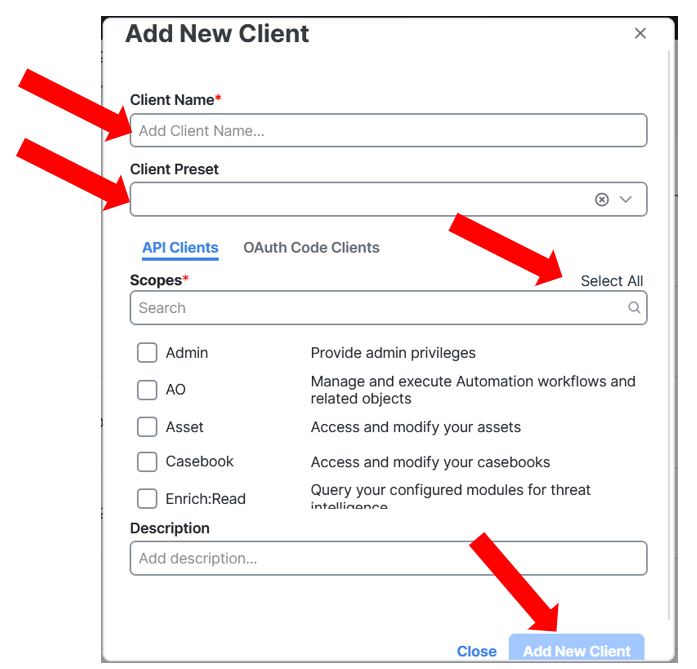 Add New Client
Client Name*
Add Client Name...
Client Preset
API Clients OAuth Code Clients
Scopes* Select All
Search
Admin Provide admin privileges
AO Manage and execute Automation workflows and
related objects
Asset Access and modify your assets
Casebook Access and modify your casebooks
Enrich:Read Query your configured modules for threat
intelligence
Description
Add description...
Close Add New Client